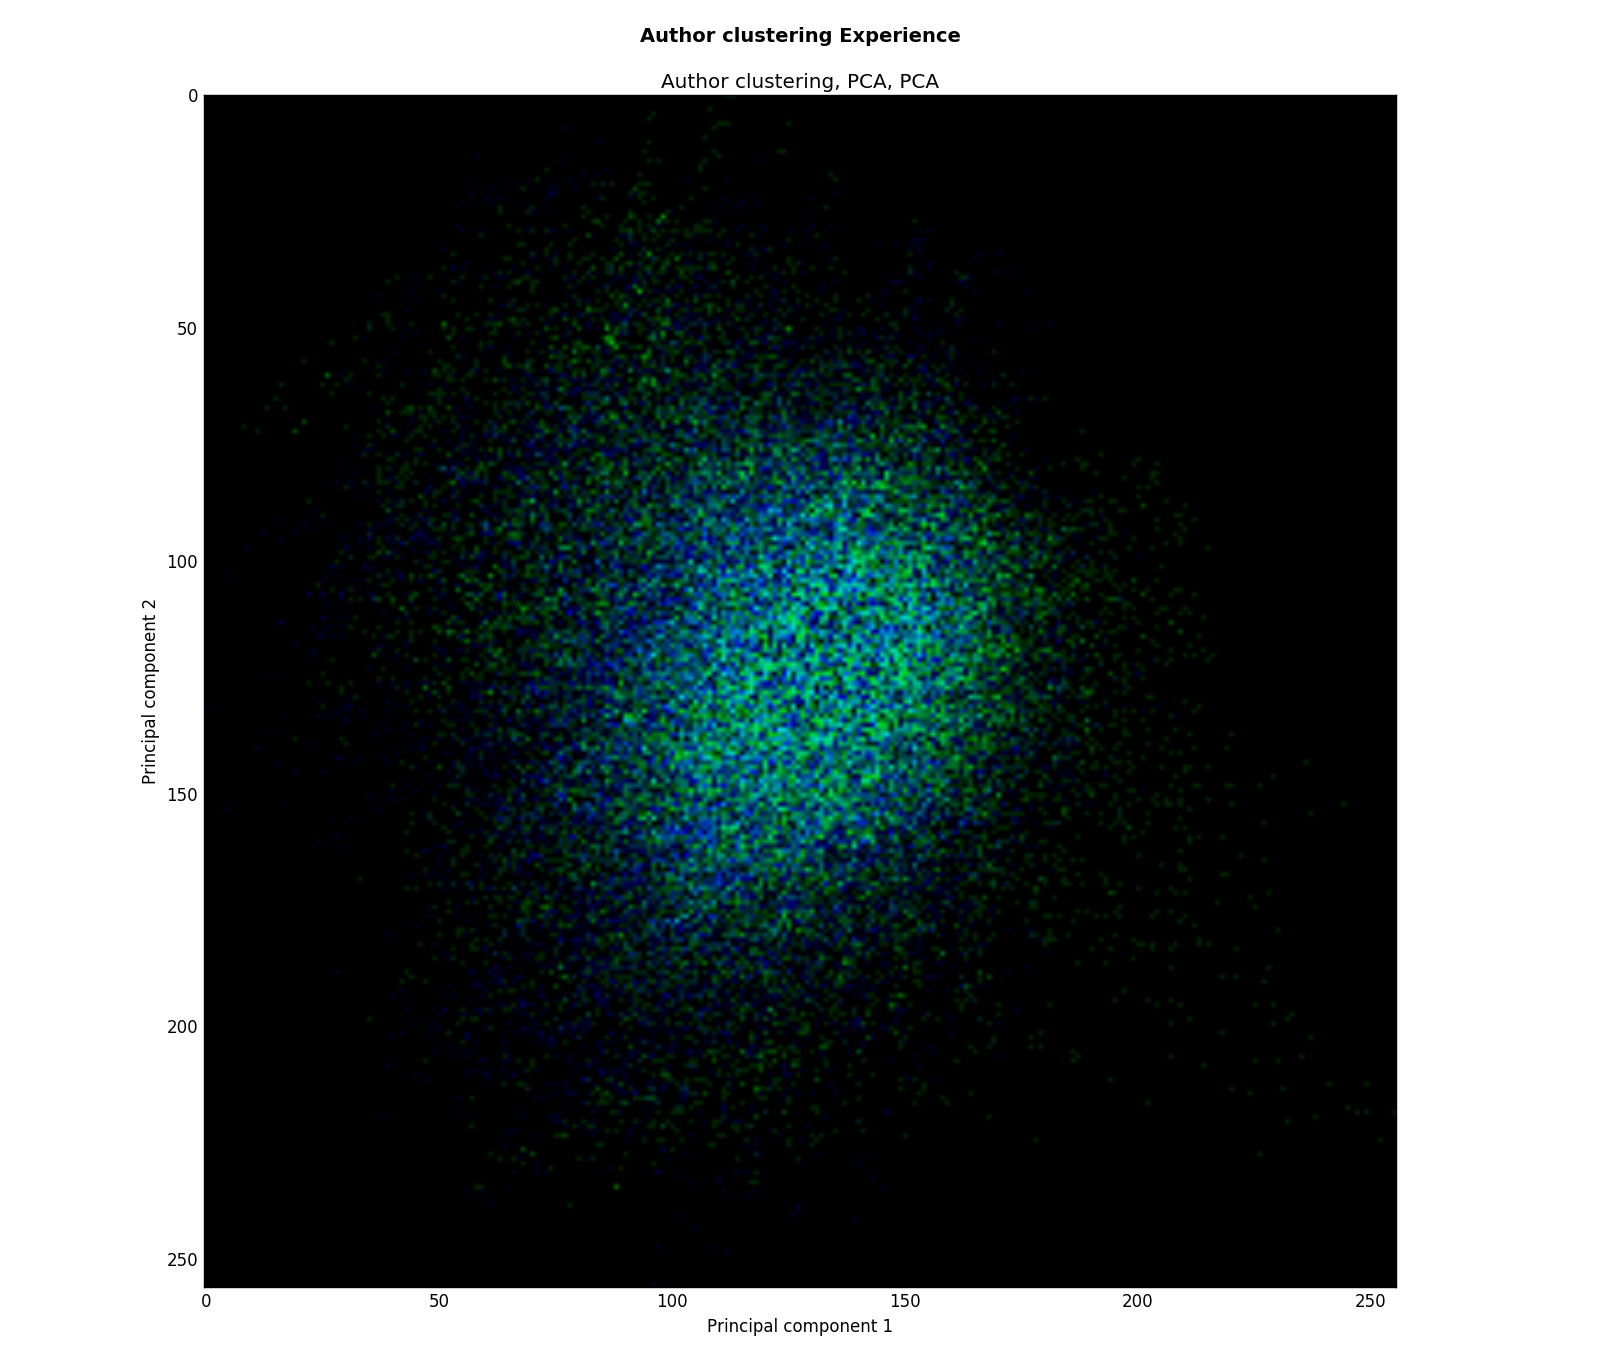 Author clustering Experience
Author clustering, PCA, PCA
0
50
100
150
200
250
Principal component 2
0 50 100 150 200 250
Principal component 1